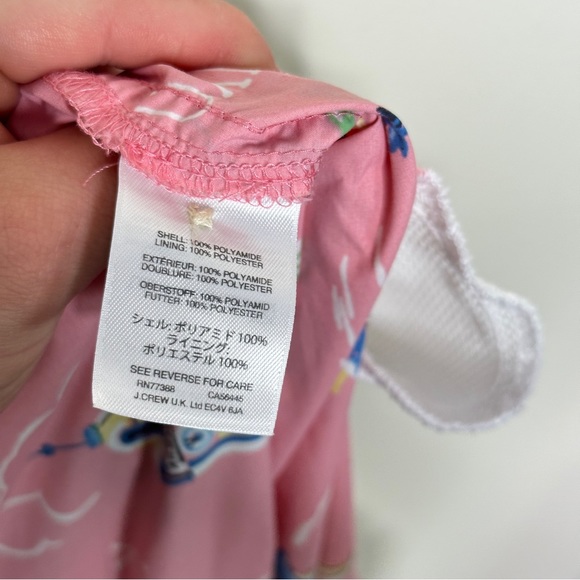 SHELL: 100% POLYAMIDE
LINING: 100% POLYESTER
EXTÉRIEUR: 100% POLYAMIDE
DOUBLURE: 100% POLYESTER
OBERSTOFF: 100% POLYAMID
FUTTER: 100% POLYESTER
シェル: ポリアミド 100%
ライニング:
ポリエステル 100%
SEE REVERSE FOR CARE
RN77388 CA56445
J.CREW U.K. Ltd EC4V 6JA